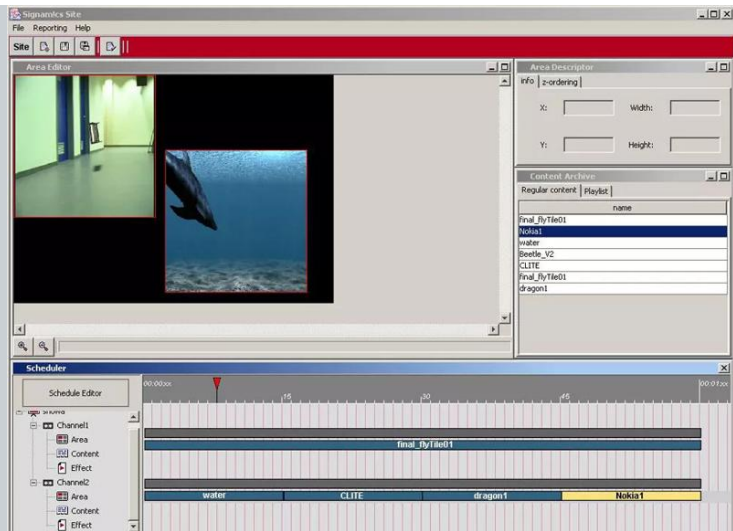 Signamics Site
File Reporting Help
Site
Area Editor
Area Descriptor
info z-ordering
X: Width:
Y: Height:
Content Archive
Regular content Playlist
name
final_flyTile01
Nokia1
water
Beetle_V2
CLITE
final_flyTile01
dragon1
Scheduler
Schedule Editor
00:00:xx 15 30 45 00:01:xx
Channel1
Area
final_flyTile01
Content
Effect
Channel2
Area
water CLITE dragon1 Nokia1
Content
Effect